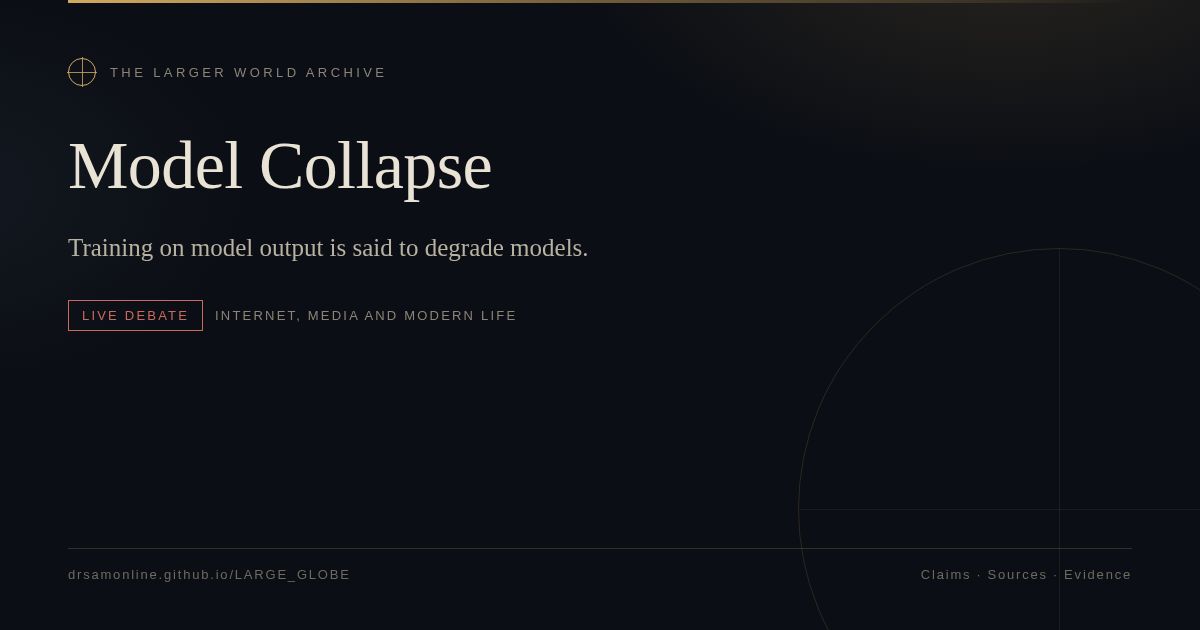 THE LARGER WORLD ARCHIVE
Model Collapse
Training on model output is said to degrade models.
LIVE DEBATE
INTERNET, MEDIA AND MODERN LIFE
drsamonline.github.io/LARGE_GLOBE
Claims · Sources · Evidence